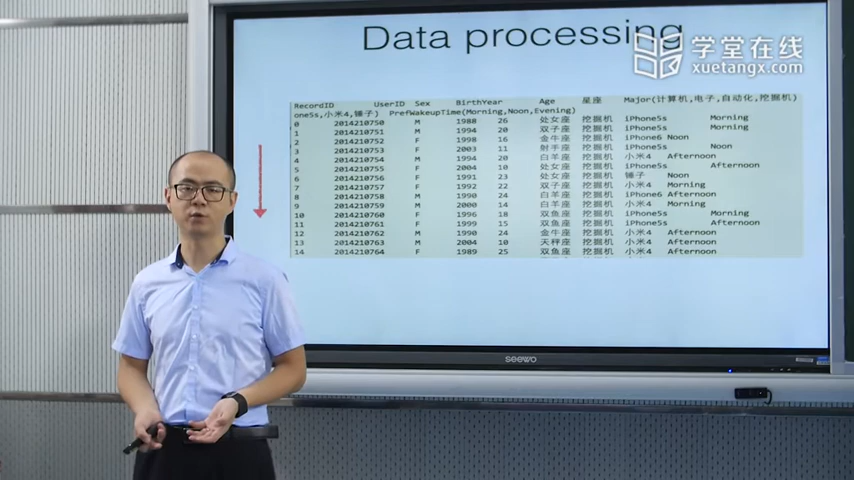 Data processing
学堂在线
xuetangx.com
RecordID UserID Sex BirthYear Age 星座 Major(计算机,电子,自动化,挖掘机)
one5s,小米4,锤子) PrefWakeupTime(Morning,Noon,Evening)
0 2014210750 M 1988 26 处女座 挖掘机 iPhone5s Morning
1 2014210751 M 1994 20 双子座 挖掘机 iPhone5s Morning
2 2014210752 F 1998 16 金牛座 挖掘机 iPhone6 Noon
3 2014210753 F 2003 11 射手座 挖掘机 iPhone5s Noon
4 2014210754 M 1994 20 白羊座 挖掘机 小米4 Afternoon
5 2014210755 F 2004 10 处女座 挖掘机 iPhone5s Afternoon
6 2014210756 F 1991 23 处女座 挖掘机 锤子 Noon
7 2014210757 F 1992 22 双子座 挖掘机 小米4 Morning
8 2014210758 M 1990 24 白羊座 挖掘机 iPhone6 Afternoon
9 2014210759 M 2000 14 白羊座 挖掘机 小米4 Morning
10 2014210760 F 1996 18 双鱼座 挖掘机 iPhone5s Morning
11 2014210761 F 1999 15 双鱼座 挖掘机 iPhone5s Afternoon
12 2014210762 M 1990 24 金牛座 挖掘机 小米4 Afternoon
13 2014210763 M 2004 10 天秤座 挖掘机 小米4 Afternoon
14 2014210764 F 1989 25 双鱼座 挖掘机 小米4 Afternoon
seewo